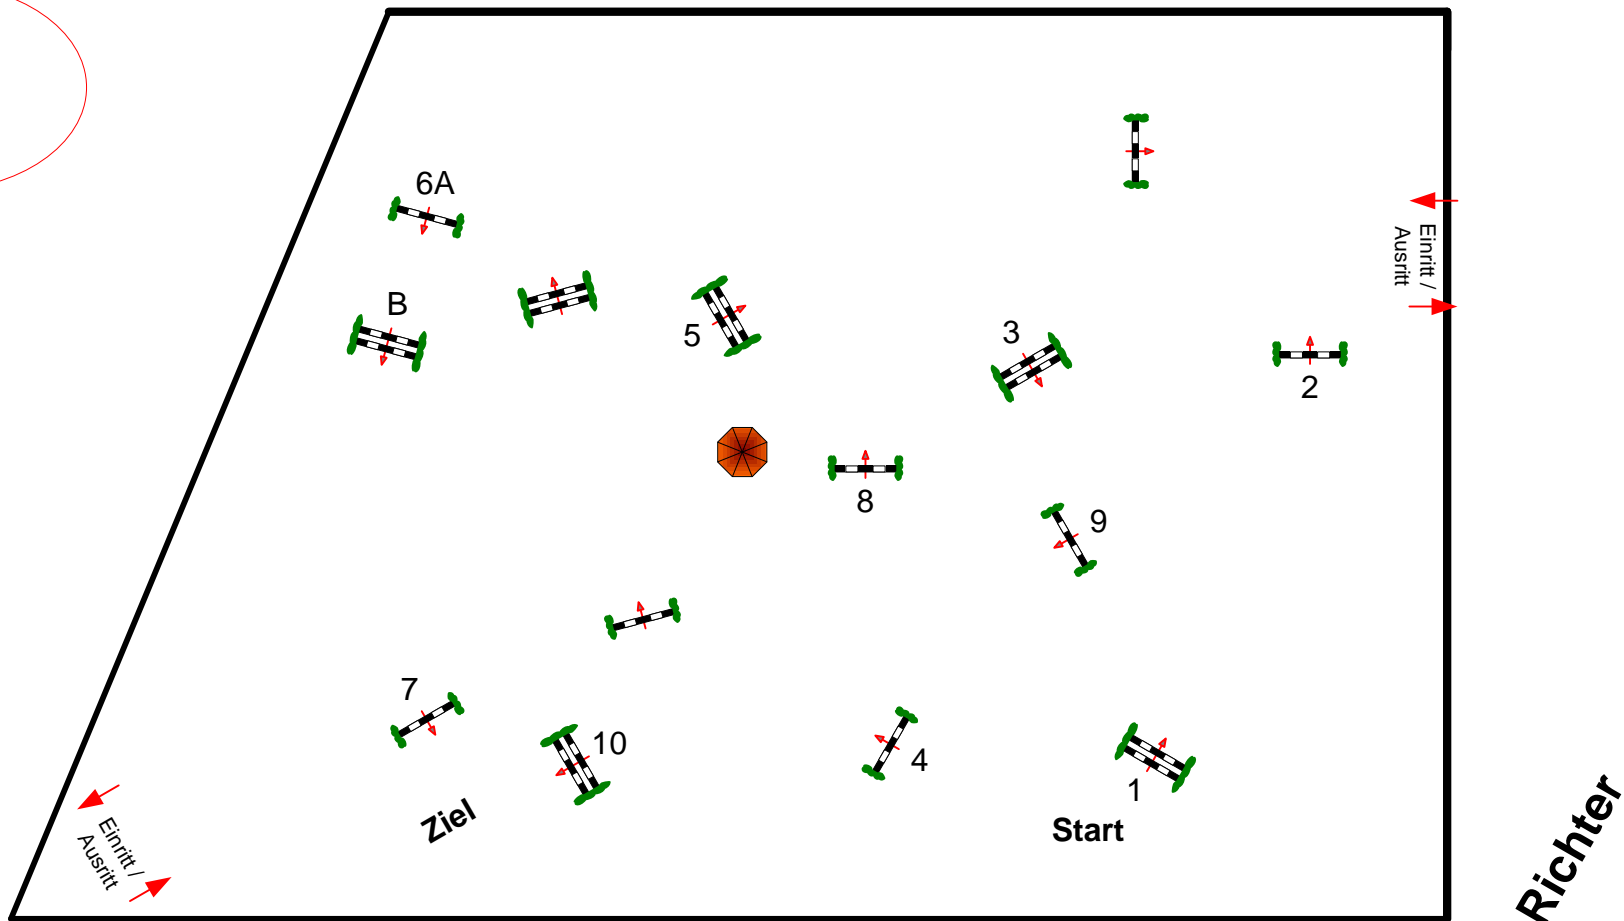 6A
Einritt /
Ausritt
B
5
3
2
8
9
7
10
4
1
Ziel
Start
Einritt /
Ausritt
Richter